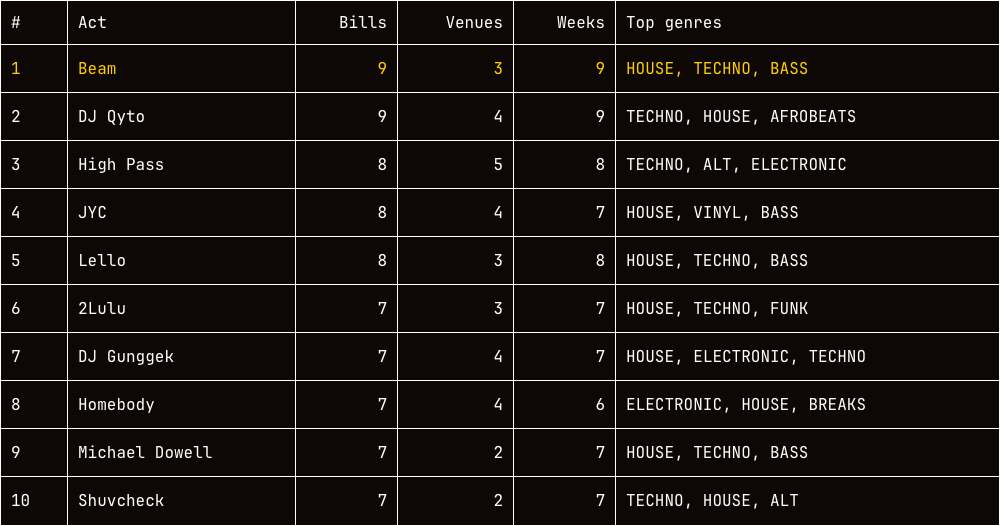 # Act Bills Venues Weeks Top genres
1 Beam 9 3 9 HOUSE, TECHNO, BASS
2 DJ Qyto 9 4 9 TECHNO, HOUSE, AFROBEATS
3 High Pass 8 5 8 TECHNO, ALT, ELECTRONIC
4 JYC 8 4 7 HOUSE, VINYL, BASS
5 Lello 8 3 8 HOUSE, TECHNO, BASS
6 2Lulu 7 3 7 HOUSE, TECHNO, FUNK
7 DJ Gunggek 7 4 7 HOUSE, ELECTRONIC, TECHNO
8 Homebody 7 4 6 ELECTRONIC, HOUSE, BREAKS
9 Michael Dowell 7 2 7 HOUSE, TECHNO, BASS
10 Shuvcheck 7 2 7 TECHNO, HOUSE, ALT